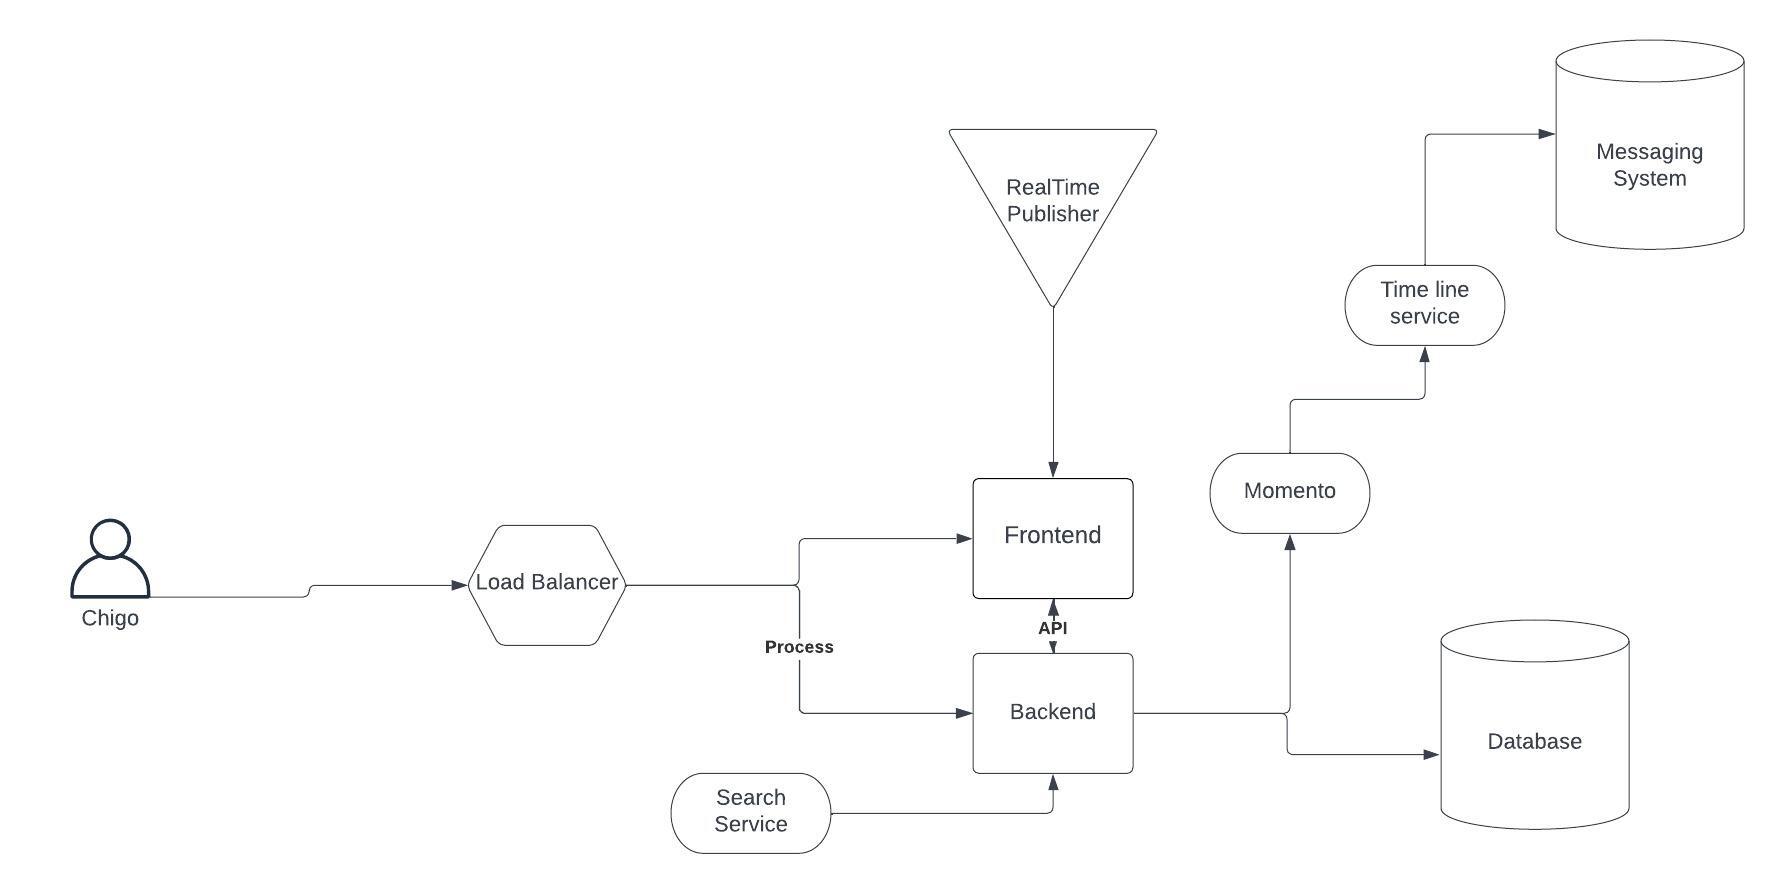 Messaging
System
RealTime
Publisher
Time line
service
Momento
Frontend
Load Balancer
Chigo
API
Process
Backend
Database
Search
Service